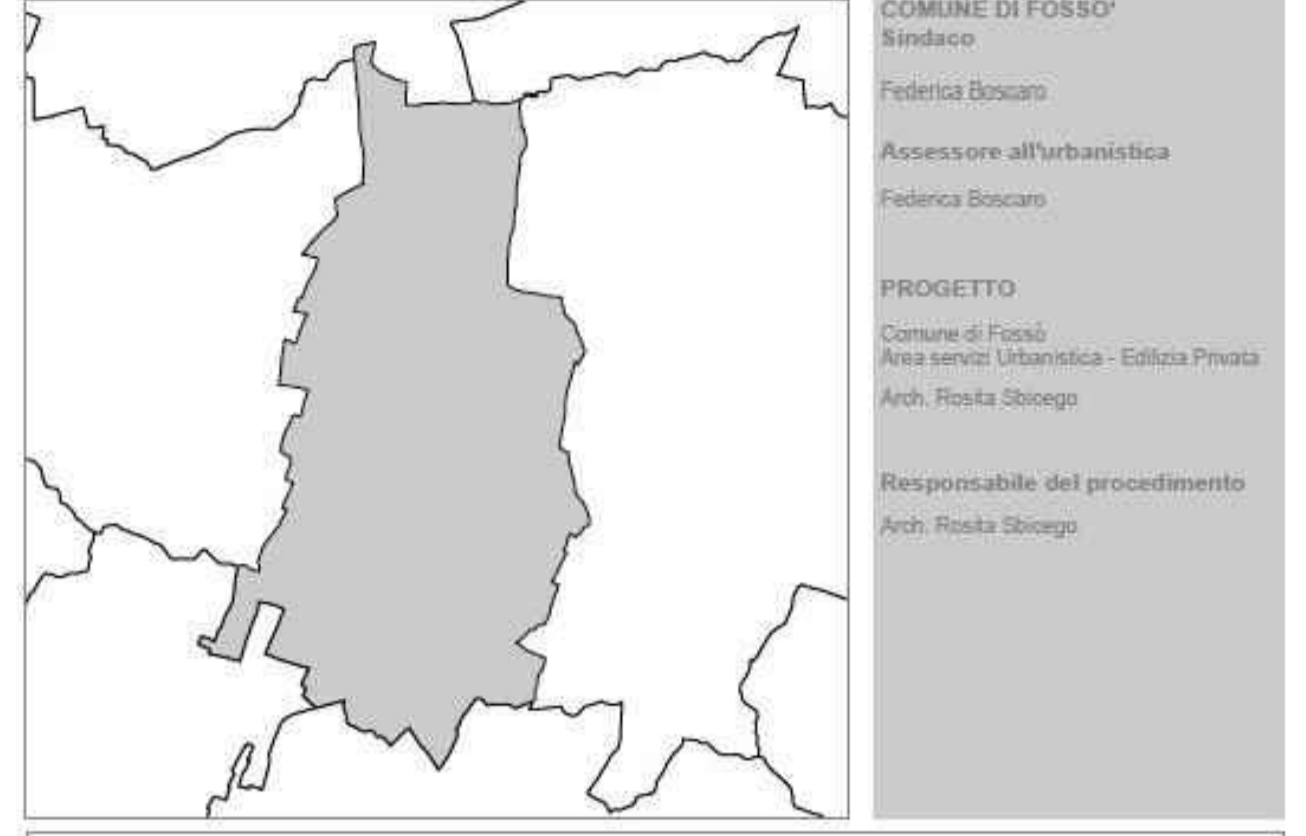 COMUNE DI FOSSO'
Sindaco
Federica Boscaro
Assessore all'urbanistica
Federica Boscaro
PROGETTO
Comune di Fossò
Area servizi Urbanistica - Edilizia Privata
Arch. Rosita Sbicego
Responsabile del procedimento
Arch. Rosita Sbicego